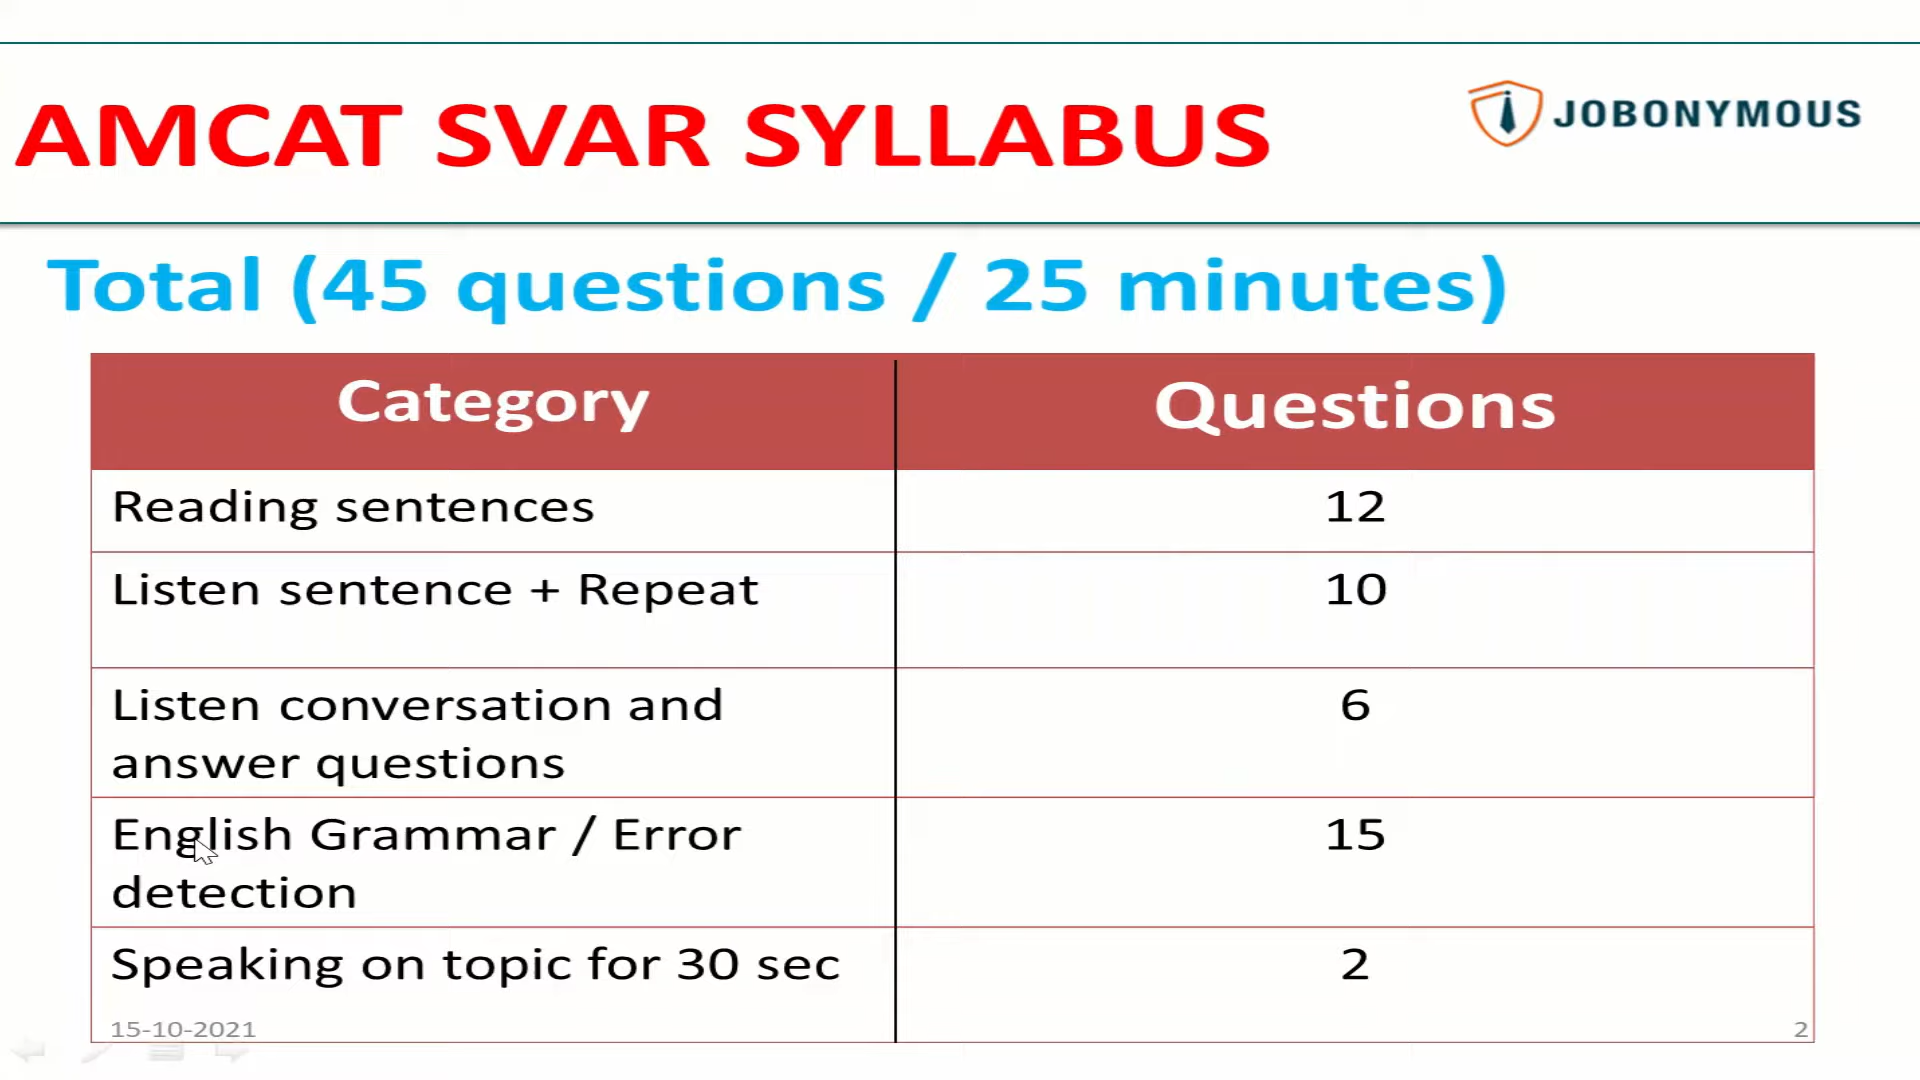 AMCAT SVAR SYLLABUS
JOBONYMOUS
Total (45 questions / 25 minutes)
Category Questions
Reading sentences 12
Listen sentence + Repeat 10
Listen conversation and 6
answer questions
English Grammar / Error 15
detection
Speaking on topic for 30 sec 2
15-10-2021 2